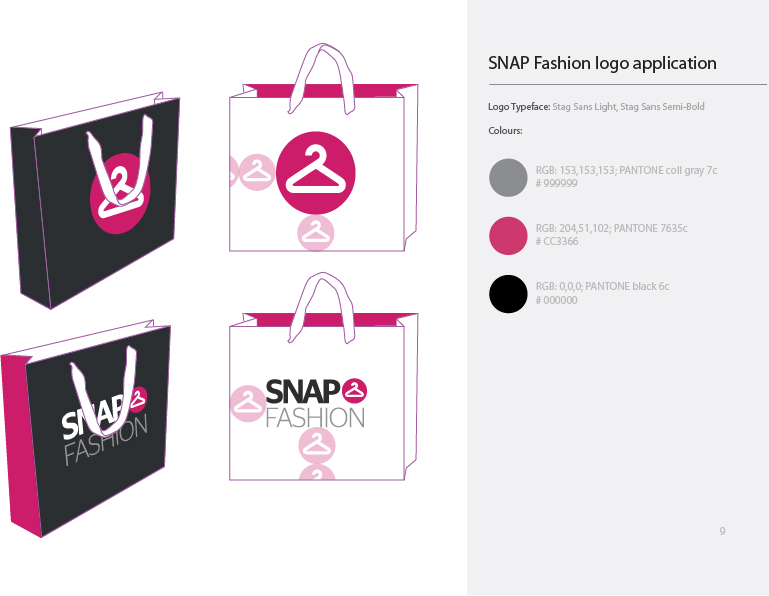 SNAP
FASHION
SNAP
FASHION
SNAP Fashion logo application
Logo Typeface: Stag Sans Light, Stag Sans Semi-Bold
Colours:
RGB: 153,153,153; PANTONE coll gray 7c
# 999999
RGB: 204,51,102; PANTONE 7635c
# CC3366
RGB: 0,0,0; PANTONE black 6c
# 000000
9